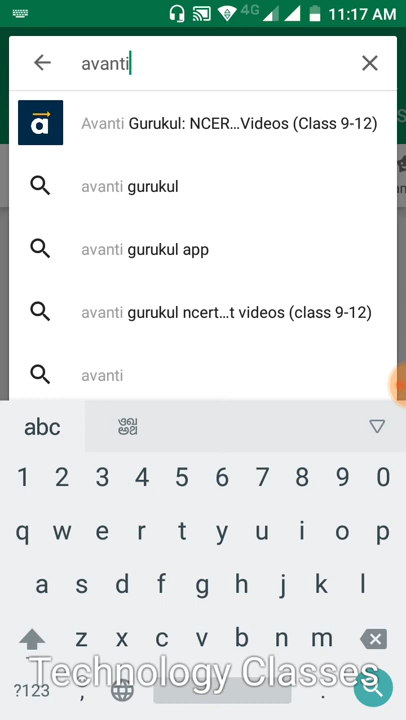 4G 11:17 AM
avanti
a Avanti Gurukul: NCER...Videos (Class 9-12)
avanti gurukul
avanti gurukul app
avanti gurukul ncert...t videos (class 9-12)
avanti
abc
1 2 3 4 5 6 7 8 9 0
q w e r t y u i o p
a s d f g h j k l
z x c v b n m
Technology Classes
?123 , .